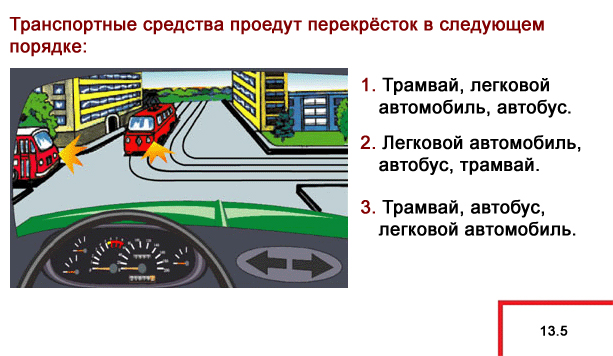 Транспортные средства проедут перекрёсток в следующем
порядке:
1. Трамвай, легковой
автомобиль, автобус.
2. Легковой автомобиль,
автобус, трамвай.
3. Трамвай, автобус,
легковой автомобиль.
13.5